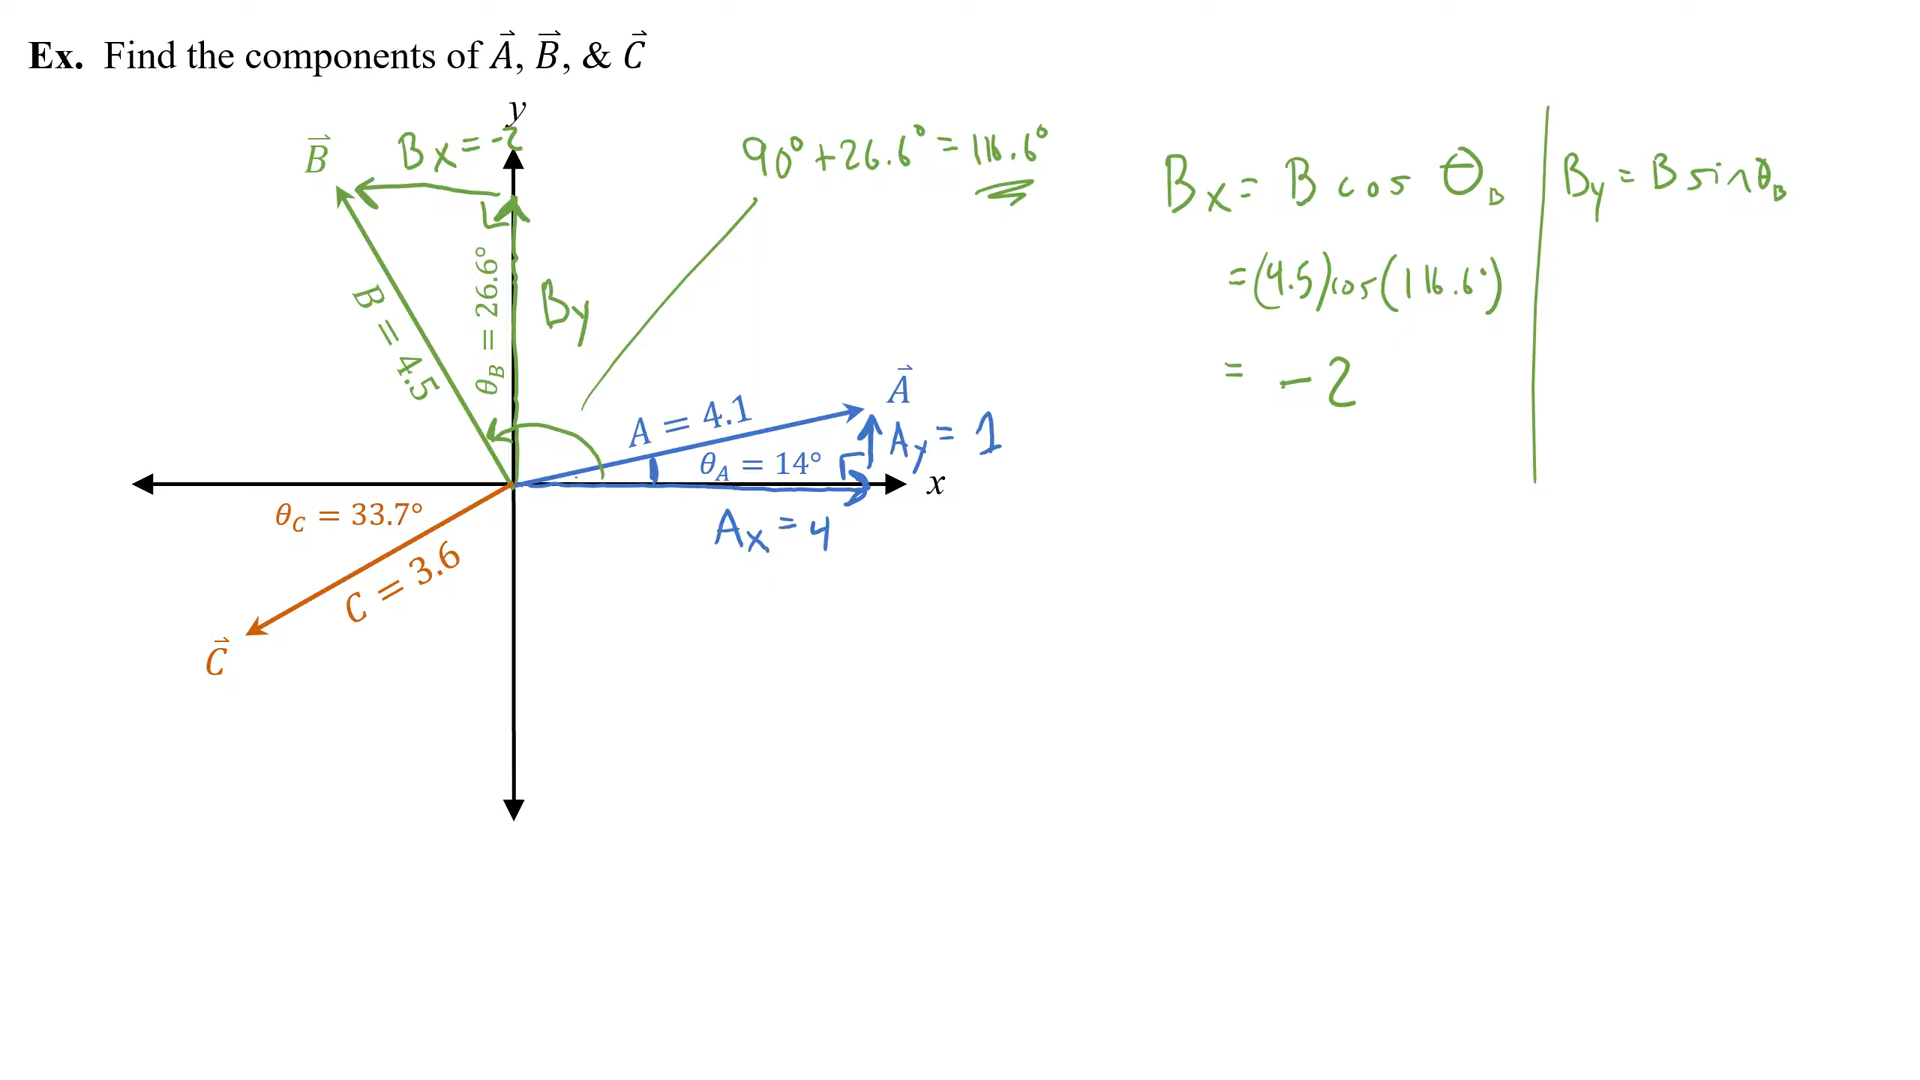 Ex. Find the components of A⃗, B⃗, & C⃗
y
B⃗
Bx = -2
90° + 26.6° = 116.6°
B = 4.5
θB = 26.6°
By
A⃗
A = 4.1
Ay = 1
θA = 14°
x
Ax = 4
θC = 33.7°
C = 3.6
C⃗
Bx = B cos θB
= (4.5)cos(116.6°)
= -2
By = B sinθB